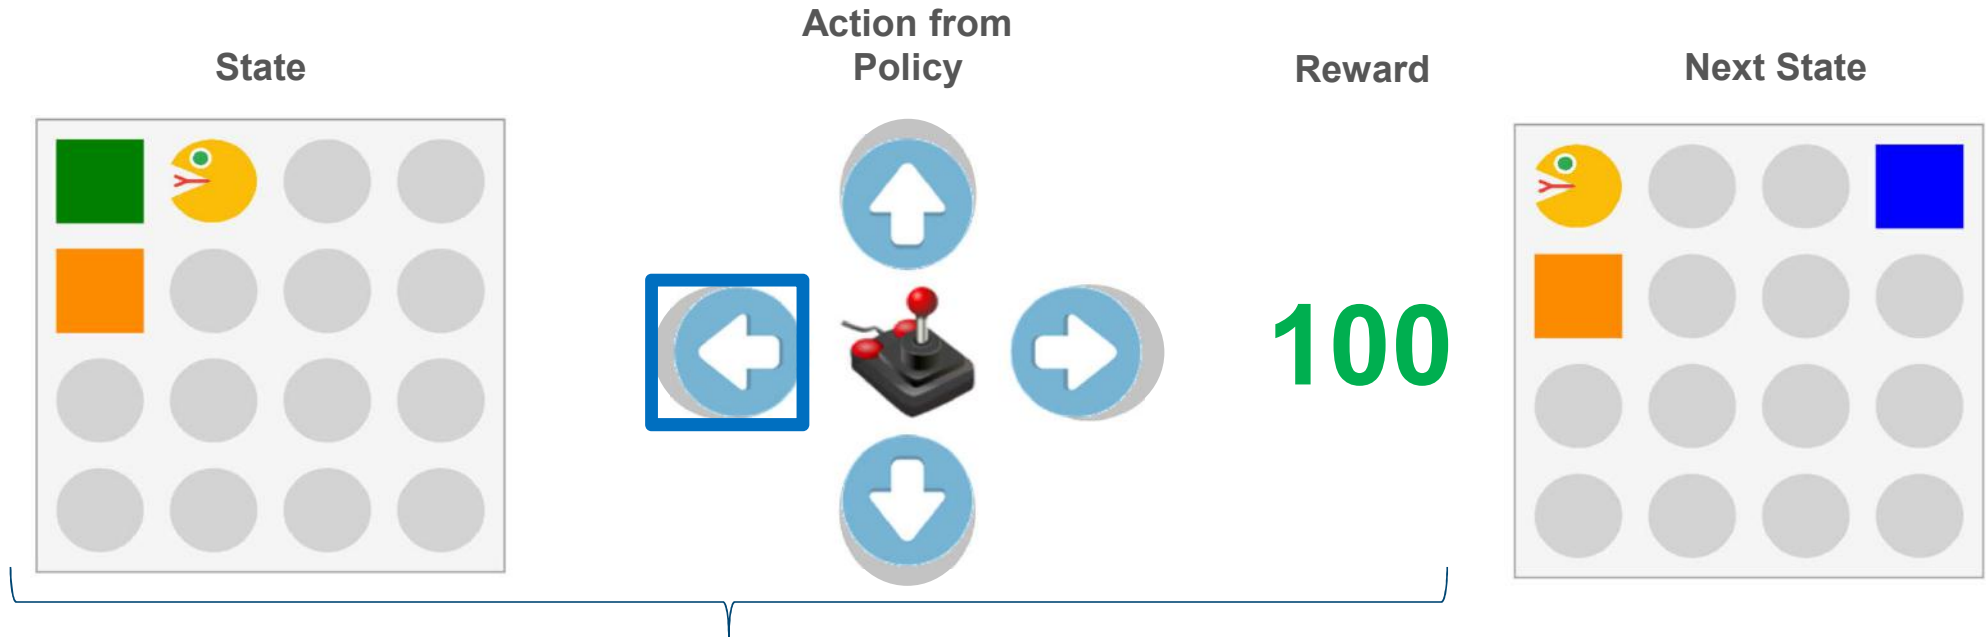 State
Action from
Policy
Reward
Next State
100